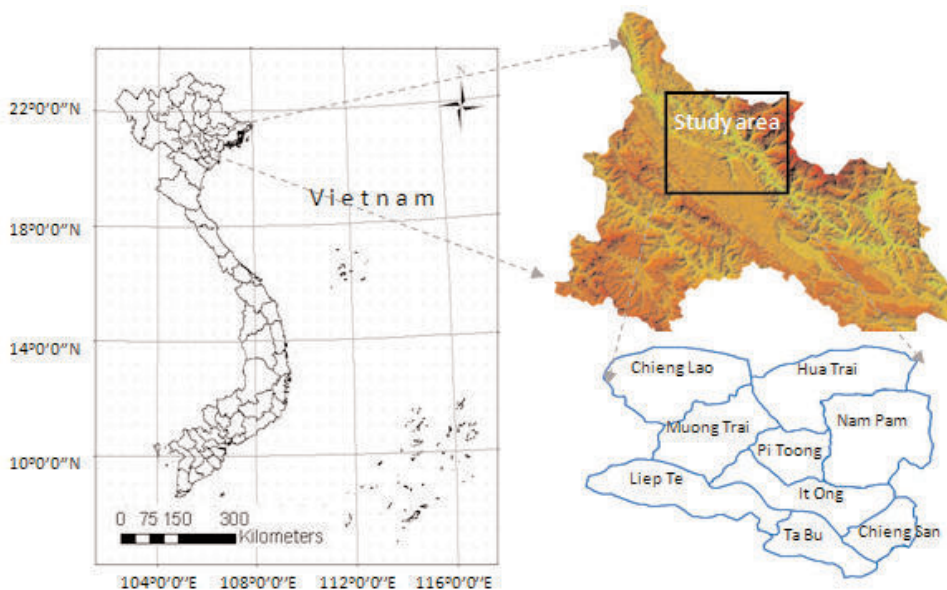 22º0'0"N
18º0'0"N
14º0'0"N
10º0'0"N
104º0'0"E
108º0'0"E
112º0'0"E
116º0'0"E
Vietnam
0 75 150 300
Kilometers
Study area
Chieng Lao
Hua Trai
Muong Trai
Nam Pam
Pi Toong
Liep Te
It Ong
Ta Bu
Chieng San